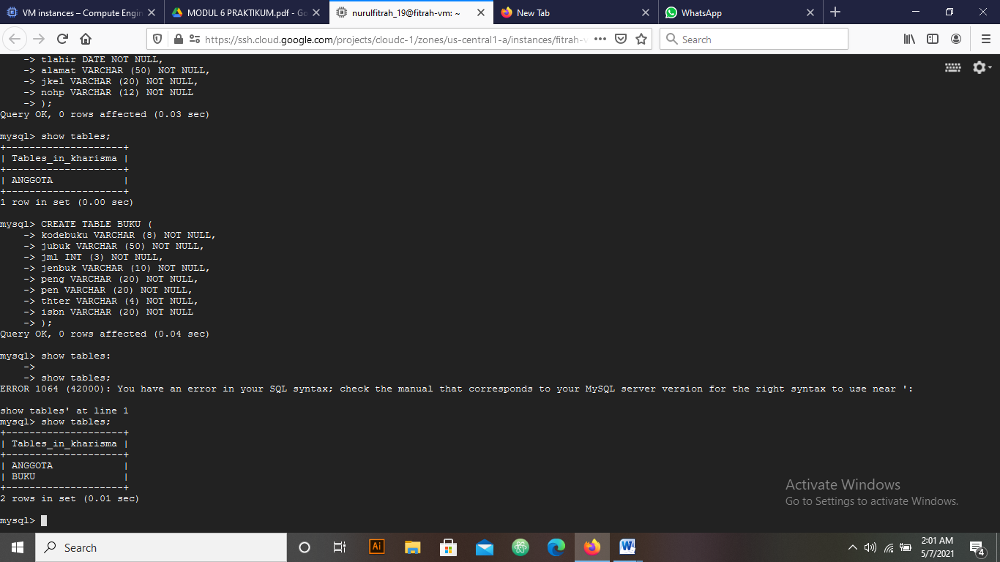 VM instances – Compute Engin
MODUL 6 PRAKTIKUM.pdf - Go
nurulfitrah_19@fitrah-vm: ~
New Tab
WhatsApp
https://ssh.cloud.google.com/projects/cloudc-1/zones/us-central1-a/instances/fitrah-v
Search
-> tlahir DATE NOT NULL,
-> alamat VARCHAR (50) NOT NULL,
-> jkel VARCHAR (20) NOT NULL,
-> nohp VARCHAR (12) NOT NULL
-> );
Query OK, 0 rows affected (0.03 sec)
mysql> show tables;
+--------------------+
| Tables_in_kharisma |
+--------------------+
| ANGGOTA            |
+--------------------+
1 row in set (0.00 sec)
mysql> CREATE TABLE BUKU (
-> kodebuku VARCHAR (8) NOT NULL,
-> jubuk VARCHAR (50) NOT NULL,
-> jml INT (3) NOT NULL,
-> jenbuk VARCHAR (10) NOT NULL,
-> peng VARCHAR (20) NOT NULL,
-> pen VARCHAR (20) NOT NULL,
-> thter VARCHAR (4) NOT NULL,
-> isbn VARCHAR (20) NOT NULL
-> );
Query OK, 0 rows affected (0.04 sec)
mysql> show tables:
->
-> show tables;
ERROR 1064 (42000): You have an error in your SQL syntax; check the manual that corresponds to your MySQL server version for the right syntax to use near ':
show tables' at line 1
mysql> show tables;
+--------------------+
| Tables_in_kharisma |
+--------------------+
| ANGGOTA            |
| BUKU               |
+--------------------+
2 rows in set (0.01 sec)
mysql>
Activate Windows
Go to Settings to activate Windows.
Search
Ai
W
2:01 AM
5/7/2021
4